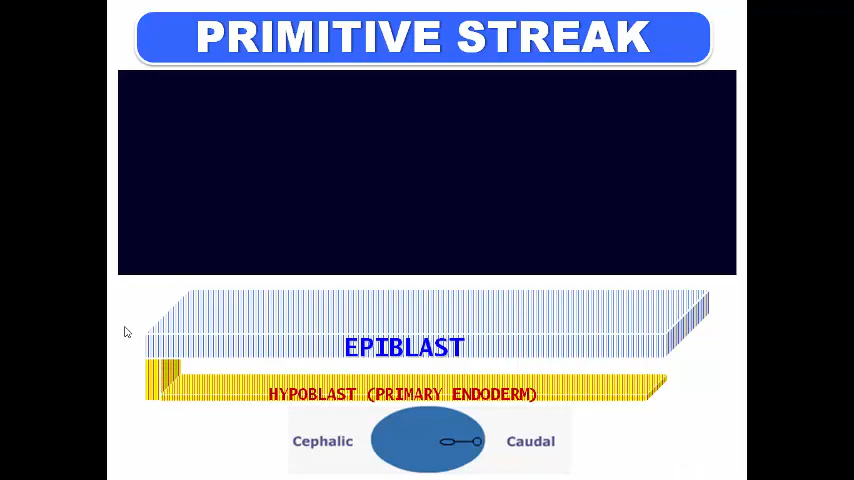 PRIMITIVE STREAK
EPIBLAST
HYPOBLAST (PRIMARY ENDODERM)
Cephalic Caudal